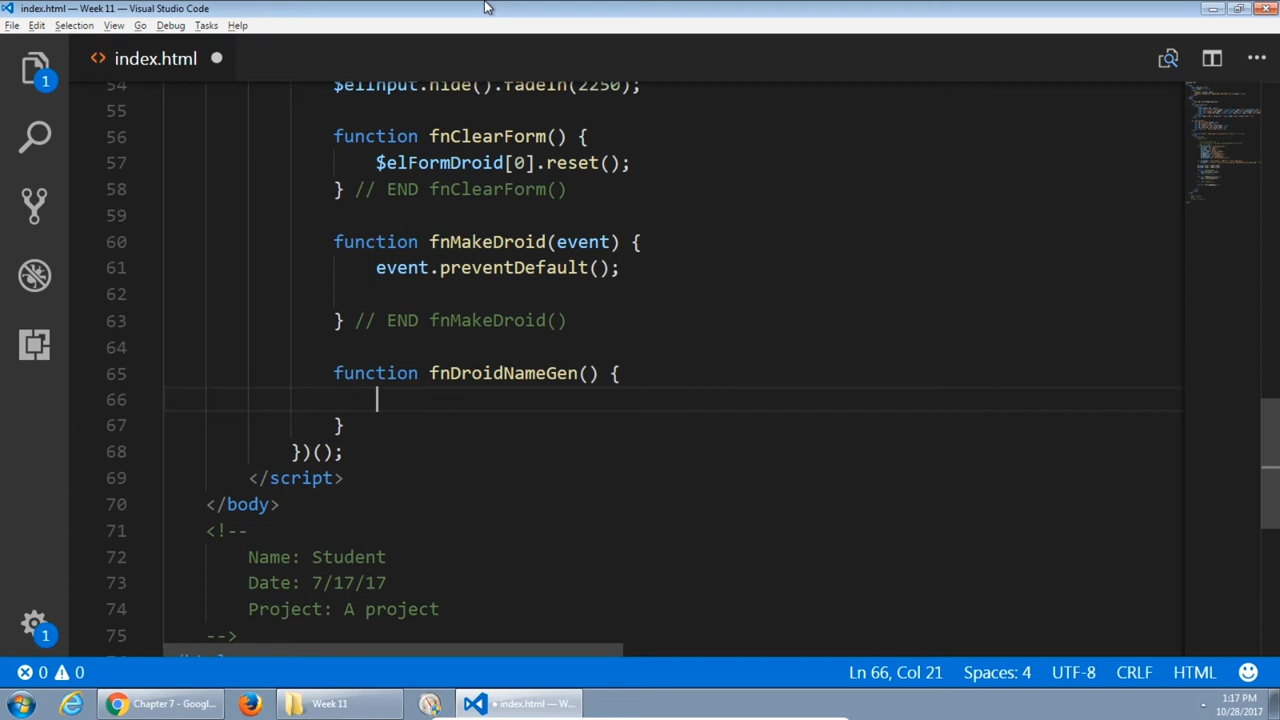 index.html — Week 11 — Visual Studio Code
File Edit Selection View Go Debug Tasks Help
1
<> index.html
54 $elInput.hide().fadeIn(2250);
55
56 function fnClearForm() {
57 $elFormDroid[0].reset();
58 } // END fnClearForm()
59
60 function fnMakeDroid(event) {
61 event.preventDefault();
62
63 } // END fnMakeDroid()
64
65 function fnDroidNameGen() {
66
67 }
68 })();
69 </script>
70 </body>
71 <!--
72 Name: Student
73 Date: 7/17/17
74 Project: A project
75 -->
1
0 0 Ln 66, Col 21 Spaces: 4 UTF-8 CRLF HTML
Chapter 7 - Googl... Week 11 • index.html — W... 1:17 PM
10/28/2017